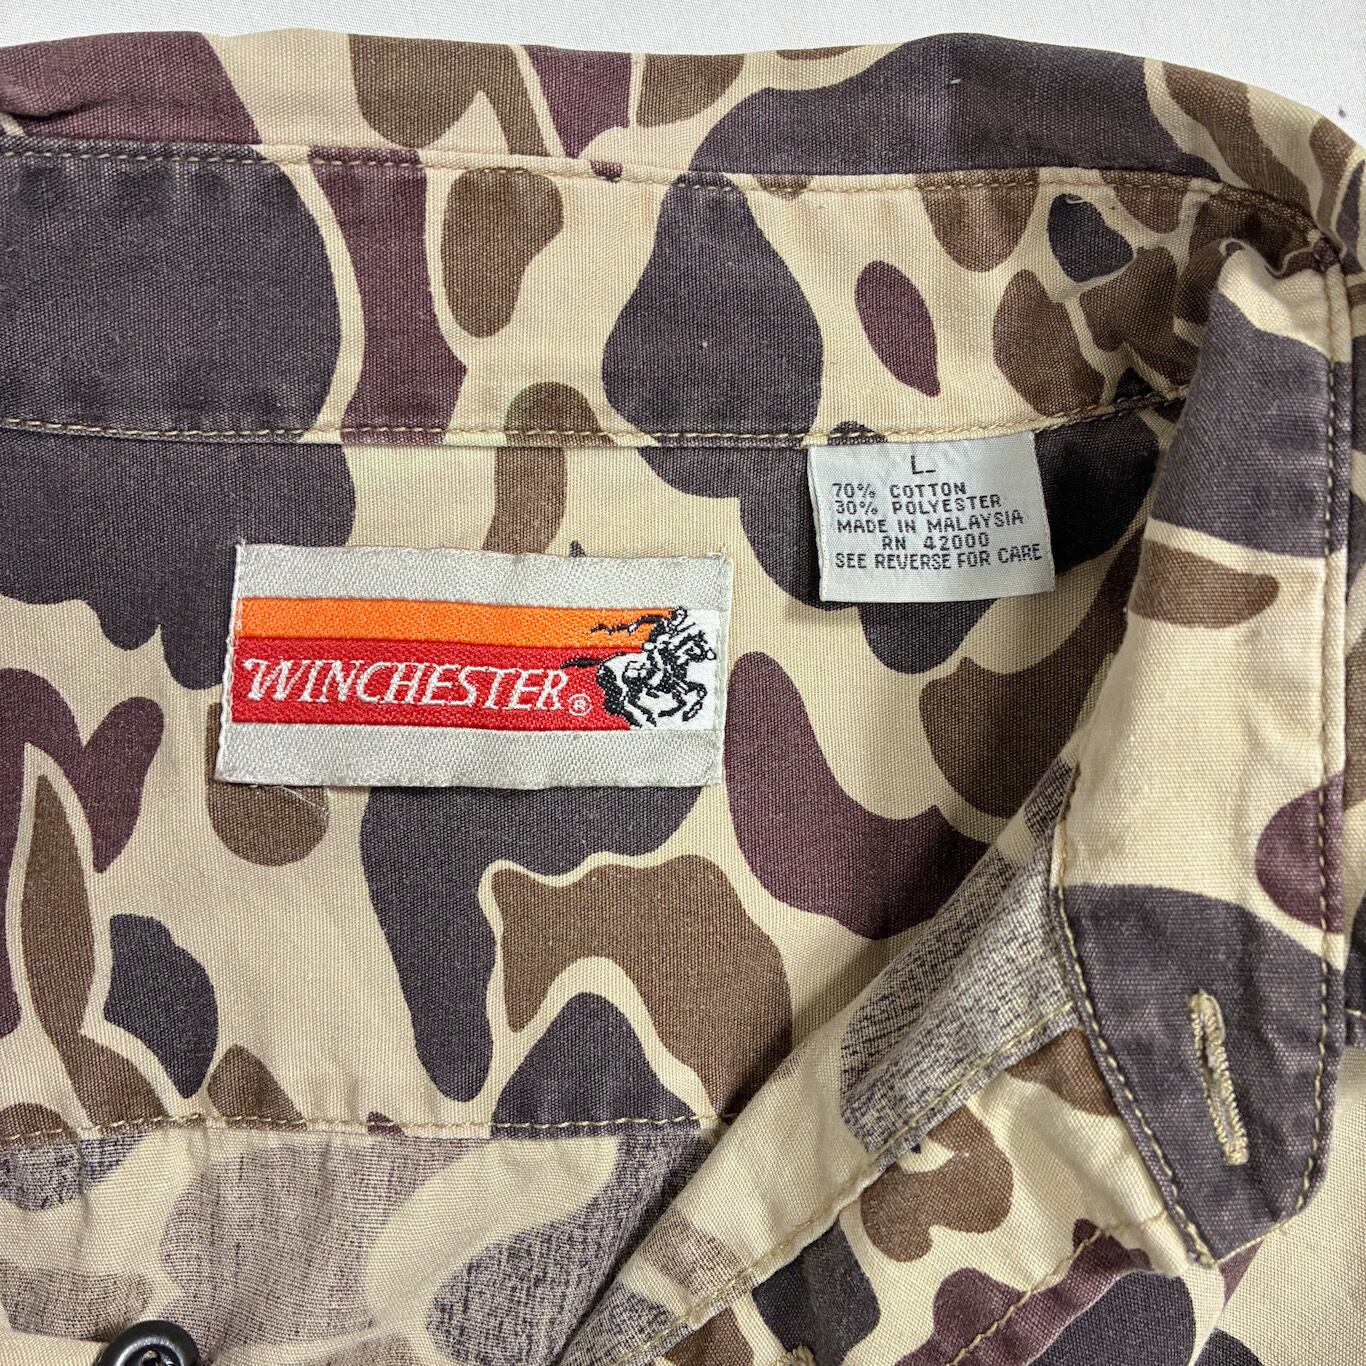 WINCHESTER®
L-
70% COTTON
30% POLYESTER
MADE IN MALAYSIA
RN 42000
SEE REVERSE FOR CARE